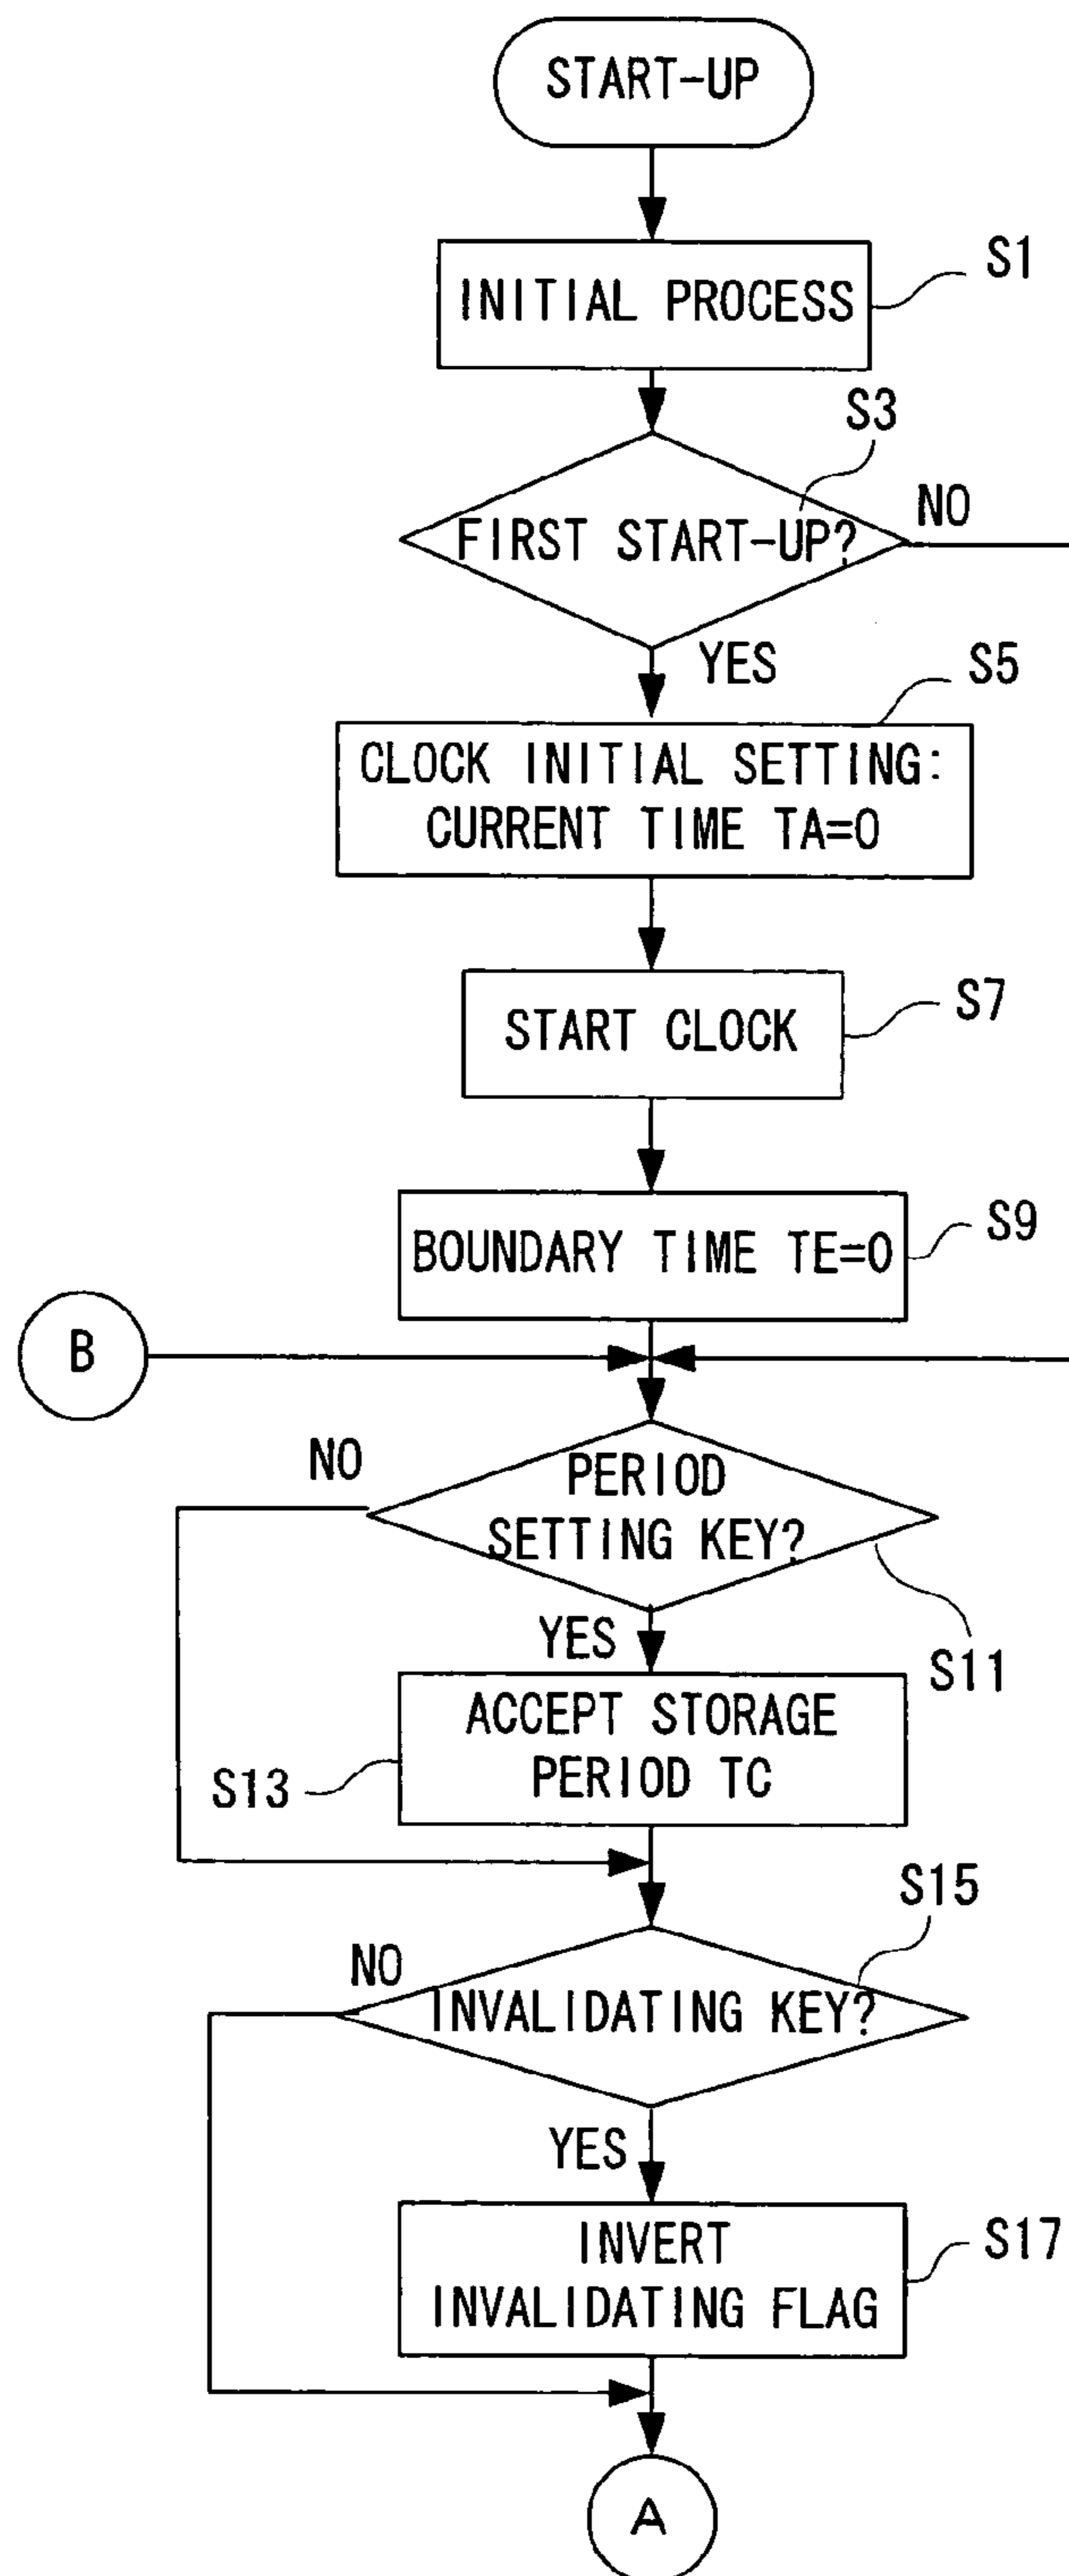 START-UP
INITIAL PROCESS
S1
S3
FIRST START-UP?
NO
YES
S5
CLOCK INITIAL SETTING:
CURRENT TIME TA=0
START CLOCK
S7
BOUNDARY TIME TE=0
S9
B
NO
PERIOD
SETTING KEY?
YES
S11
ACCEPT STORAGE
PERIOD TC
S13
S15
NO
INVALIDATING KEY?
YES
INVERT
INVALIDATING FLAG
S17
A